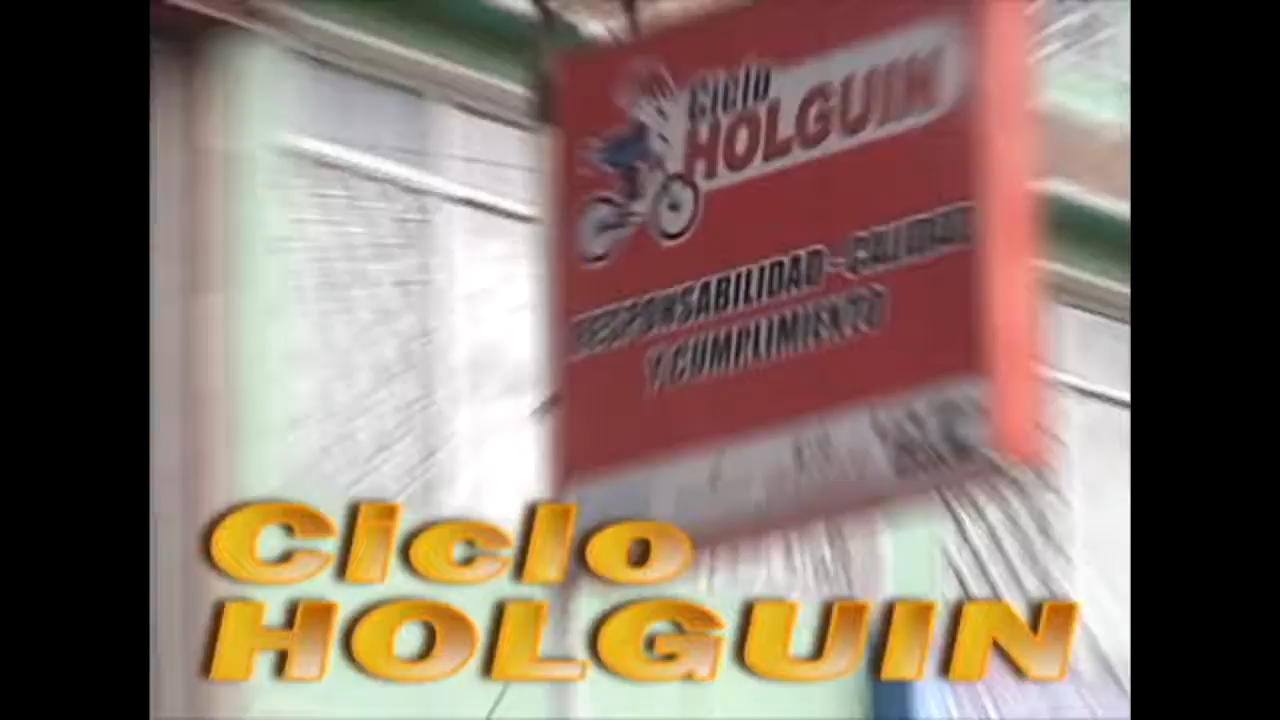 Ciclo
HOLGUIN
RESPONSABILIDAD - CALIDAD
Y CUMPLIMIENTO
Ciclo
HOLGUIN